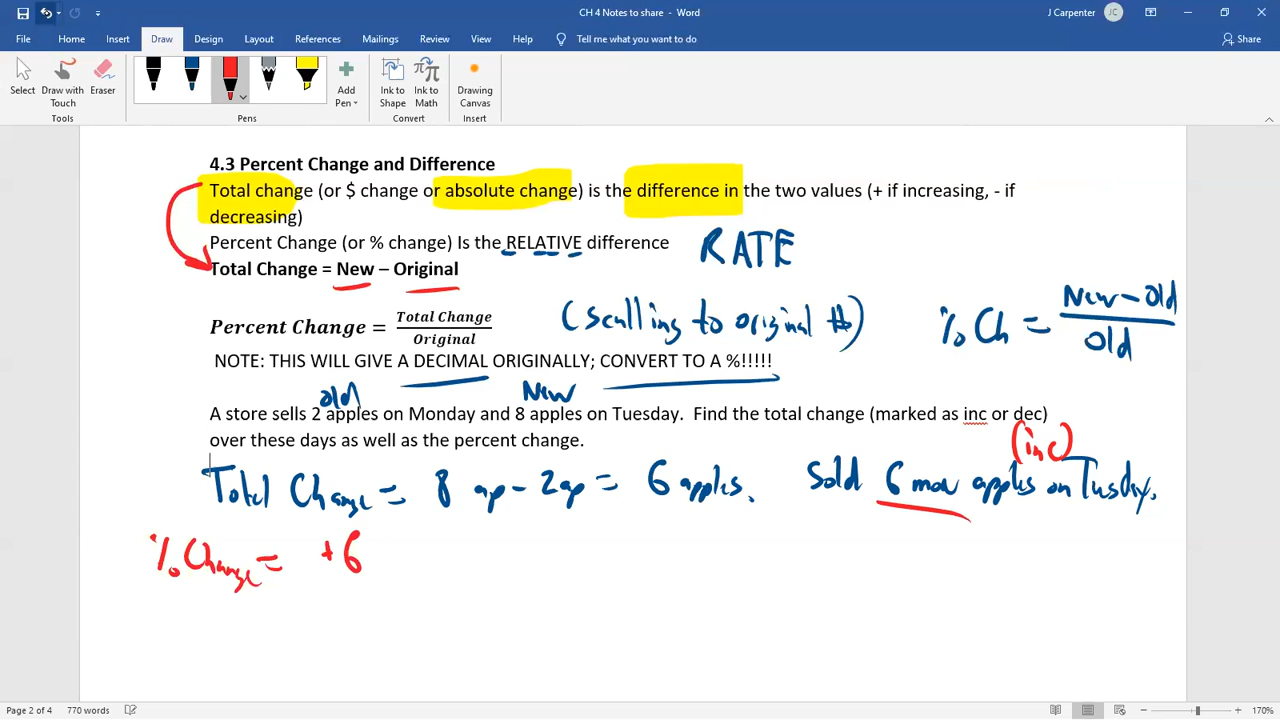 CH 4 Notes to share - Word
J Carpenter JC
File Home Insert Draw Design Layout References Mailings Review View Help Tell me what you want to do Share
Select Draw with Touch Eraser Add Pen Ink to Shape Ink to Math Drawing Canvas
Tools Pens Convert Insert
4.3 Percent Change and Difference
Total change (or $ change or absolute change) is the difference in the two values (+ if increasing, - if
decreasing)
Percent Change (or % change) Is the RELATIVE difference RATE
Total Change = New – Original
Percent Change = Total Change / Original (scalling to original #) % Ch = New - Old / Old
NOTE: THIS WILL GIVE A DECIMAL ORIGINALLY; CONVERT TO A %!!!!!
old New
A store sells 2 apples on Monday and 8 apples on Tuesday. Find the total change (marked as inc or dec)
over these days as well as the percent change. (inc)
Total Change = 8 ap - 2ap = 6 apples. Sold 6 mor apples on Tusday.
% Change = +6
Page 2 of 4 770 words 170%